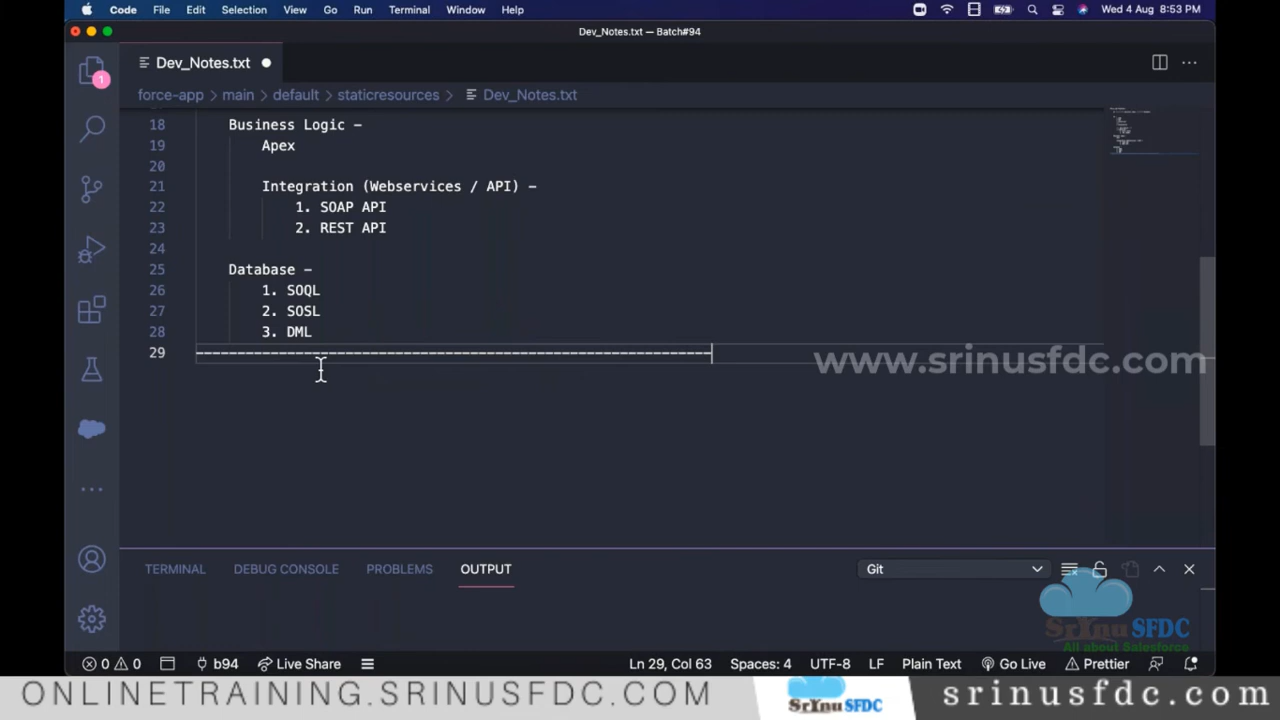 Code File Edit Selection View Go Run Terminal Window Help Wed 4 Aug 8:53 PM
Dev_Notes.txt — Batch#94
Dev_Notes.txt
force-app > main > default > staticresources > Dev_Notes.txt
1
18 Business Logic -
19 Apex
20
21 Integration (Webservices / API) -
22 1. SOAP API
23 2. REST API
24
25 Database -
26 1. SOQL
27 2. SOSL
28 3. DML
29 --------------------------------------------------------------
www.srinusfdc.com
TERMINAL DEBUG CONSOLE PROBLEMS OUTPUT Git
SrinuSFDC
All about Salesforce
0 0 b94 Live Share Ln 29, Col 63 Spaces: 4 UTF-8 LF Plain Text Go Live Prettier
ONLINETRAINING.SRINUSFDC.COM SrinuSFDC srinusfdc.com